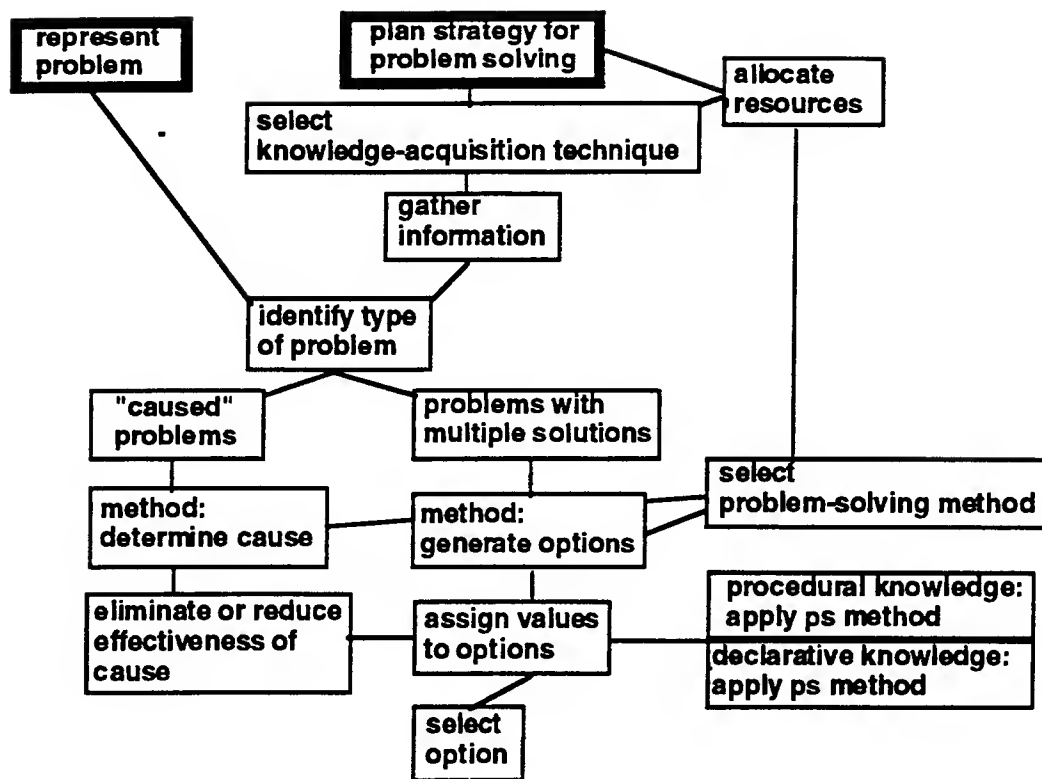 represent
problem
plan strategy for
problem solving
allocate
resources
select
knowledge-acquisition technique
gather
information
identify type
of problem
"caused"
problems
problems with
multiple solutions
select
problem-solving method
method:
determine cause
method:
generate options
eliminate or reduce
effectiveness of
cause
assign values
to options
procedural knowledge:
apply ps method
declarative knowledge:
apply ps method
select
option